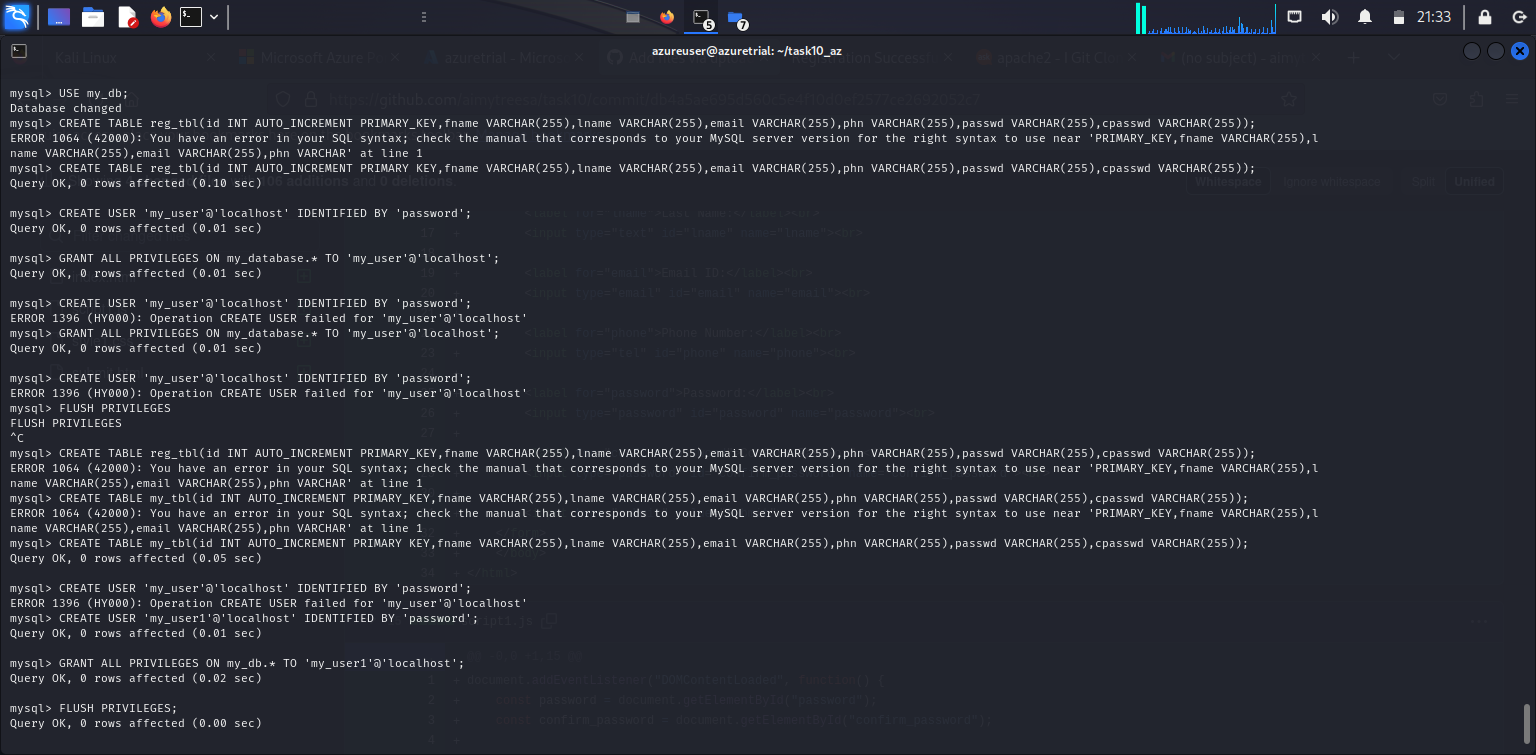 5
7
21:33
azureuser@azuretrial: ~/task10_az
Kali Linux
mysql> USE my_db;
Database changed
mysql> CREATE TABLE reg_tbl(id INT AUTO_INCREMENT PRIMARY_KEY,fname VARCHAR(255),lname VARCHAR(255),email VARCHAR(255),phn VARCHAR(255),passwd VARCHAR(255),cpasswd VARCHAR(255));
ERROR 1064 (42000): You have an error in your SQL syntax; check the manual that corresponds to your MySQL server version for the right syntax to use near 'PRIMARY_KEY,fname VARCHAR(255),l
name VARCHAR(255),email VARCHAR(255),phn VARCHAR' at line 1
mysql> CREATE TABLE reg_tbl(id INT AUTO_INCREMENT PRIMARY KEY,fname VARCHAR(255),lname VARCHAR(255),email VARCHAR(255),phn VARCHAR(255),passwd VARCHAR(255),cpasswd VARCHAR(255));
Query OK, 0 rows affected (0.10 sec)
mysql> CREATE USER 'my_user'@'localhost' IDENTIFIED BY 'password';
Query OK, 0 rows affected (0.01 sec)
mysql> GRANT ALL PRIVILEGES ON my_database.* TO 'my_user'@'localhost';
Query OK, 0 rows affected (0.01 sec)
mysql> CREATE USER 'my_user'@'localhost' IDENTIFIED BY 'password';
ERROR 1396 (HY000): Operation CREATE USER failed for 'my_user'@'localhost'
mysql> GRANT ALL PRIVILEGES ON my_database.* TO 'my_user'@'localhost';
Query OK, 0 rows affected (0.01 sec)
mysql> CREATE USER 'my_user'@'localhost' IDENTIFIED BY 'password';
ERROR 1396 (HY000): Operation CREATE USER failed for 'my_user'@'localhost'
mysql> FLUSH PRIVILEGES
FLUSH PRIVILEGES
^C
mysql> CREATE TABLE reg_tbl(id INT AUTO_INCREMENT PRIMARY_KEY,fname VARCHAR(255),lname VARCHAR(255),email VARCHAR(255),phn VARCHAR(255),passwd VARCHAR(255),cpasswd VARCHAR(255));
ERROR 1064 (42000): You have an error in your SQL syntax; check the manual that corresponds to your MySQL server version for the right syntax to use near 'PRIMARY_KEY,fname VARCHAR(255),l
name VARCHAR(255),email VARCHAR(255),phn VARCHAR' at line 1
mysql> CREATE TABLE my_tbl(id INT AUTO_INCREMENT PRIMARY_KEY,fname VARCHAR(255),lname VARCHAR(255),email VARCHAR(255),phn VARCHAR(255),passwd VARCHAR(255),cpasswd VARCHAR(255));
ERROR 1064 (42000): You have an error in your SQL syntax; check the manual that corresponds to your MySQL server version for the right syntax to use near 'PRIMARY_KEY,fname VARCHAR(255),l
name VARCHAR(255),email VARCHAR(255),phn VARCHAR' at line 1
mysql> CREATE TABLE my_tbl(id INT AUTO_INCREMENT PRIMARY KEY,fname VARCHAR(255),lname VARCHAR(255),email VARCHAR(255),phn VARCHAR(255),passwd VARCHAR(255),cpasswd VARCHAR(255));
Query OK, 0 rows affected (0.05 sec)
mysql> CREATE USER 'my_user'@'localhost' IDENTIFIED BY 'password';
ERROR 1396 (HY000): Operation CREATE USER failed for 'my_user'@'localhost'
mysql> CREATE USER 'my_user1'@'localhost' IDENTIFIED BY 'password';
Query OK, 0 rows affected (0.01 sec)
mysql> GRANT ALL PRIVILEGES ON my_db.* TO 'my_user1'@'localhost';
Query OK, 0 rows affected (0.02 sec)
mysql> FLUSH PRIVILEGES;
Query OK, 0 rows affected (0.00 sec)